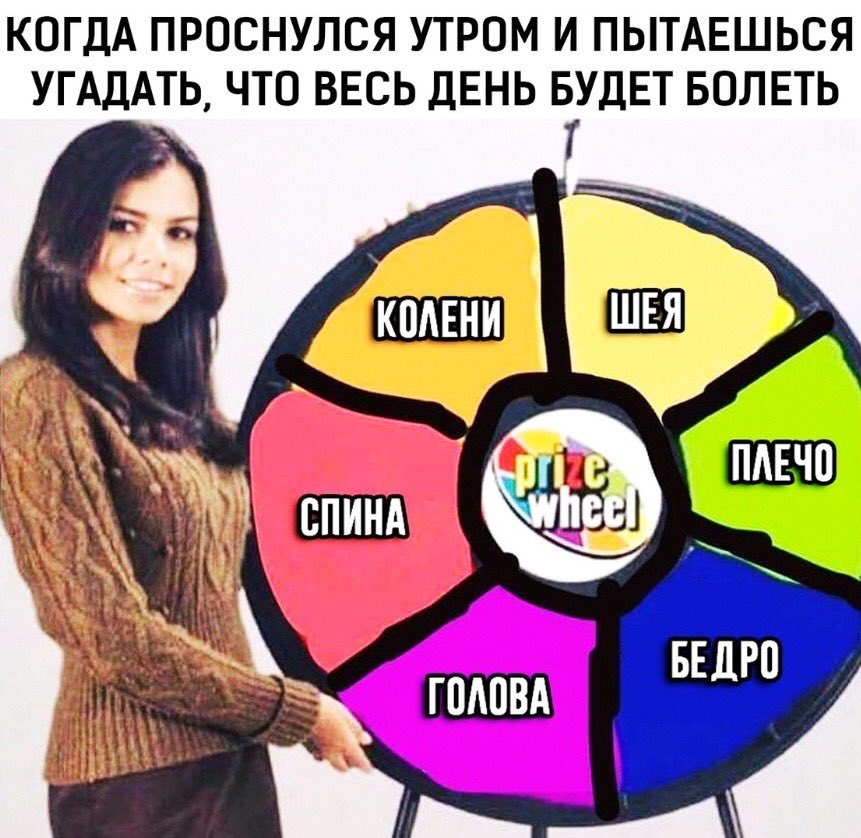 КОГДА ПРОСНУЛСЯ УТРОМ И ПЫТАЕШЬСЯ
УГАДАТЬ, ЧТО ВЕСЬ ДЕНЬ БУДЕТ БОЛЕТЬ
КОЛЕНИ
ШЕЯ
ПЛЕЧО
prize
wheel
СПИНА
БЕДРО
ГОЛОВА